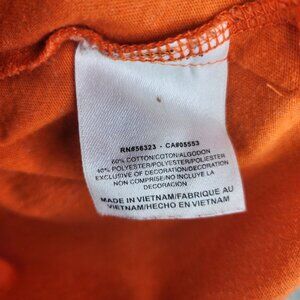 RN#56323 - CA#05553
60% COTTON/COTON/ALGODON
40% POLYESTER/POLYESTER/POLIESTER
EXCLUSIVE OF DECORATION/DECORATION
NON COMPRISE/NO INCLUYE LA
DECORACIÓN
MADE IN VIETNAM/FABRIQUE AU
VIETNAM/HECHO EN VIETNAM